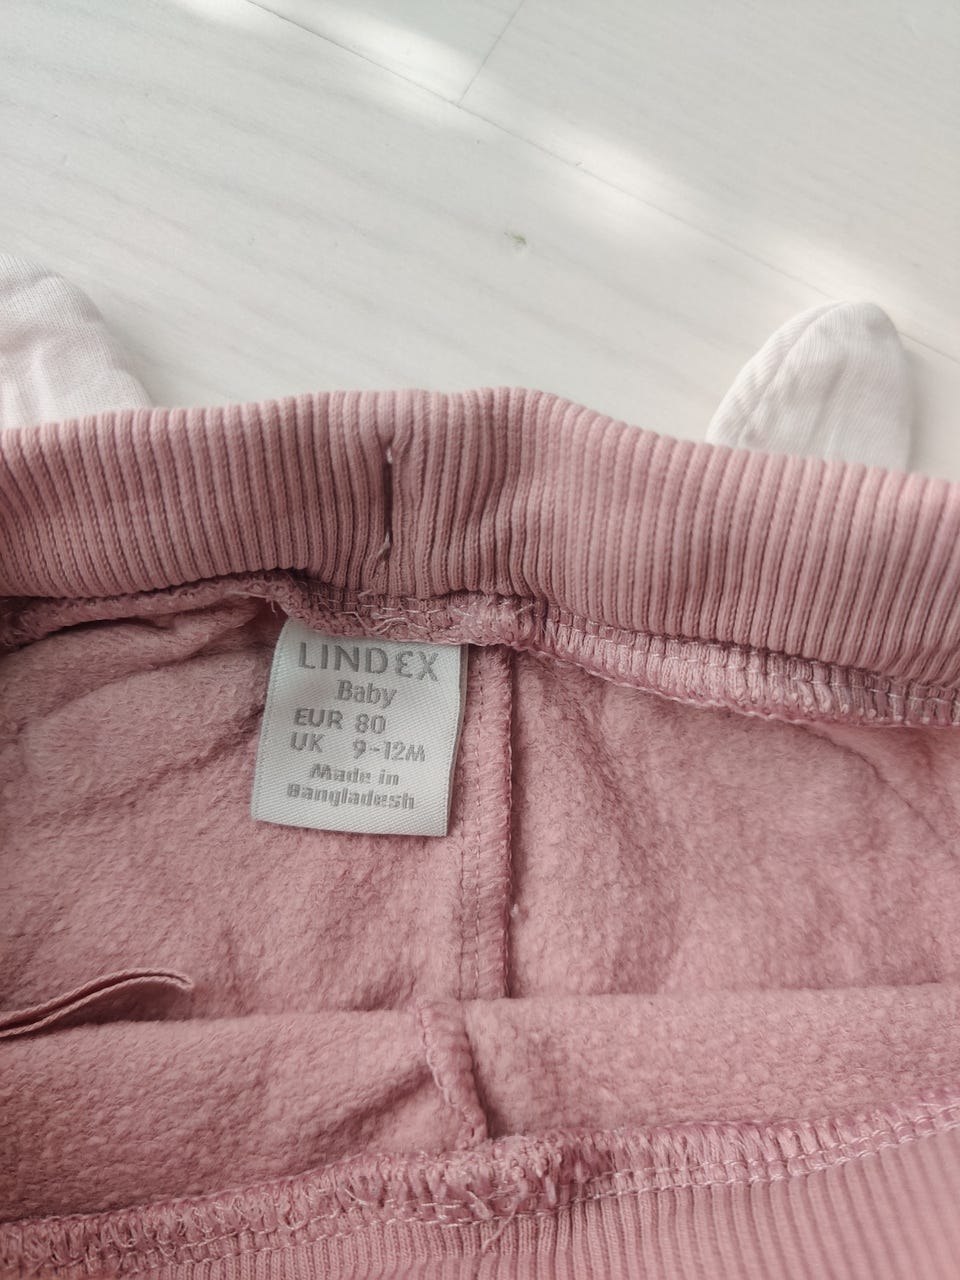 LINDEX
Baby
EUR 80
UK 9-12M
Made in
Bangladesh